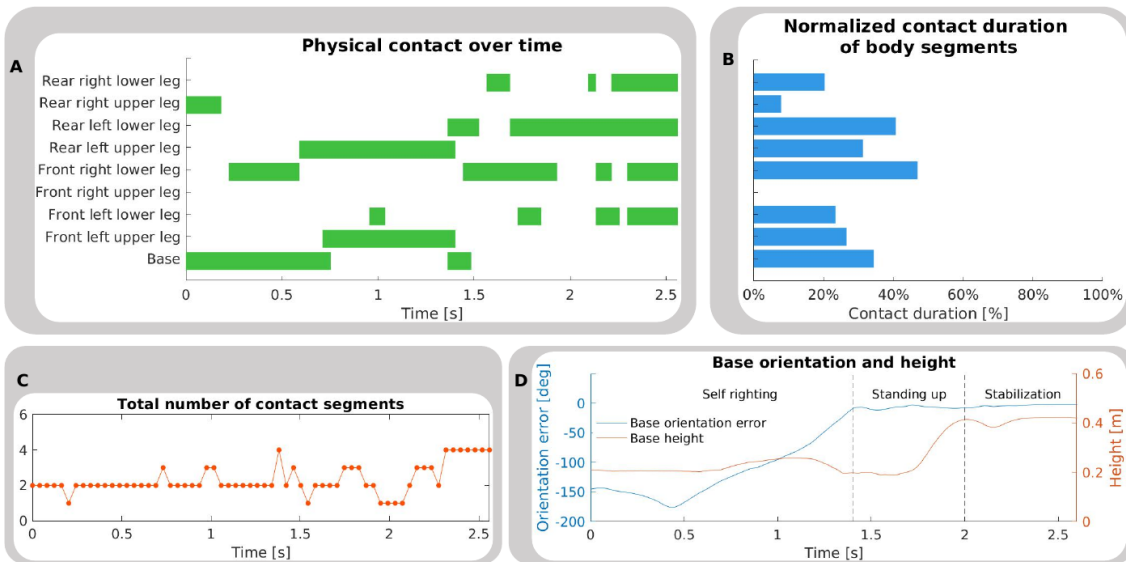 A
Physical contact over time
Rear right lower leg
Rear right upper leg
Rear left lower leg
Rear left upper leg
Front right lower leg
Front right upper leg
Front left lower leg
Front left upper leg
Base
0 0.5 1 1.5 2 2.5
Time [s]
B
Normalized contact duration
of body segments
0% 20% 40% 60% 80% 100%
Contact duration [%]
C
Total number of contact segments
6
4
2
0
0 0.5 1 1.5 2 2.5
Time [s]
D
Base orientation and height
Orientation error [deg]
0
-50
-100
-150
-200
Self righting
Standing up
Stabilization
Base orientation error
Base height
0.6
0.4
0.2
0
Height [m]
0 0.5 1 1.5 2 2.5
Time [s]